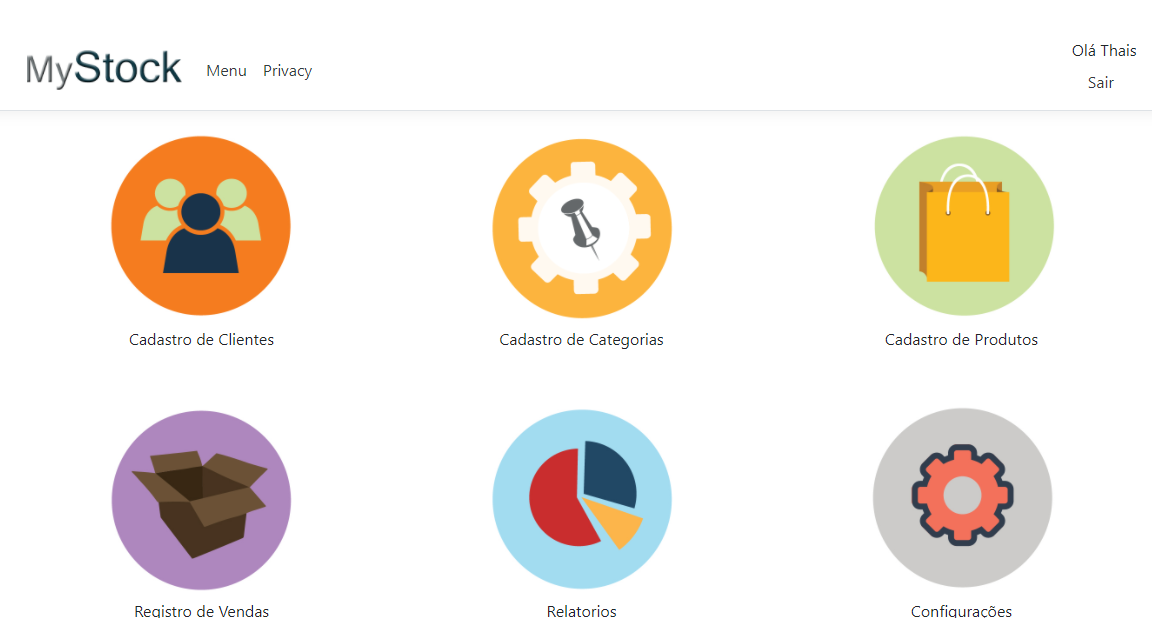 MyStock
Menu
Privacy
Olá Thais
Sair
Cadastro de Clientes
Cadastro de Categorias
Cadastro de Produtos
Registro de Vendas
Relatorios
Configurações